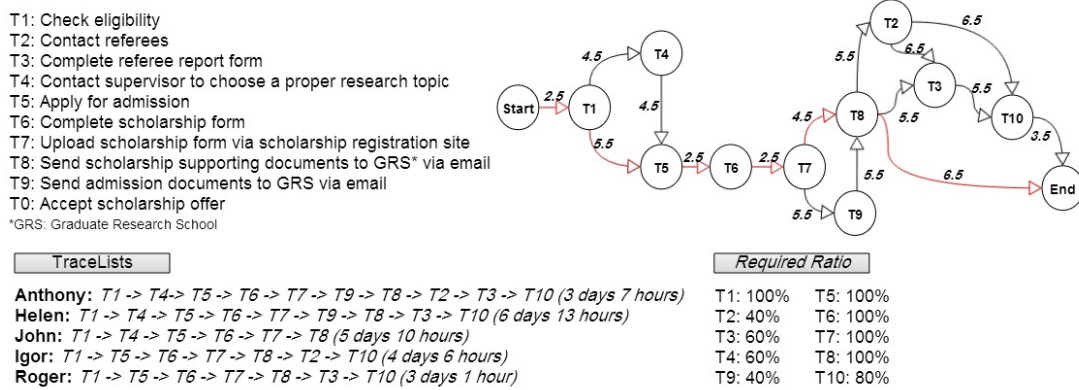 T1: Check eligibility
T2: Contact referees
T3: Complete referee report form
T4: Contact supervisor to choose a proper research topic
T5: Apply for admission
T6: Complete scholarship form
T7: Upload scholarship form via scholarship registration site
T8: Send scholarship supporting documents to GRS* via email
T9: Send admission documents to GRS via email
T0: Accept scholarship offer
*GRS: Graduate Research School
Start
2.5
T1
4.5
T4
4.5
5.5
T5
2.5
T6
2.5
T7
4.5
5.5
T9
5.5
T8
5.5
T2
6.5
6.5
T3
5.5
5.5
T10
3.5
6.5
End
TraceLists
Anthony: T1 -> T4-> T5 -> T6 -> T7 -> T9 -> T8 -> T2 -> T3 -> T10 (3 days 7 hours)
Helen: T1 -> T4 -> T5 -> T6 -> T7 -> T9 -> T8 -> T3 -> T10 (6 days 13 hours)
John: T1 -> T4 -> T5 -> T6 -> T7 -> T8 (5 days 10 hours)
Igor: T1 -> T5 -> T6 -> T7 -> T8 -> T2 -> T10 (4 days 6 hours)
Roger: T1 -> T5 -> T6 -> T7 -> T8 -> T3 -> T10 (3 days 1 hour)
Required Ratio
T1: 100% T5: 100%
T2: 40% T6: 100%
T3: 60% T7: 100%
T4: 60% T8: 100%
T9: 40% T10: 80%